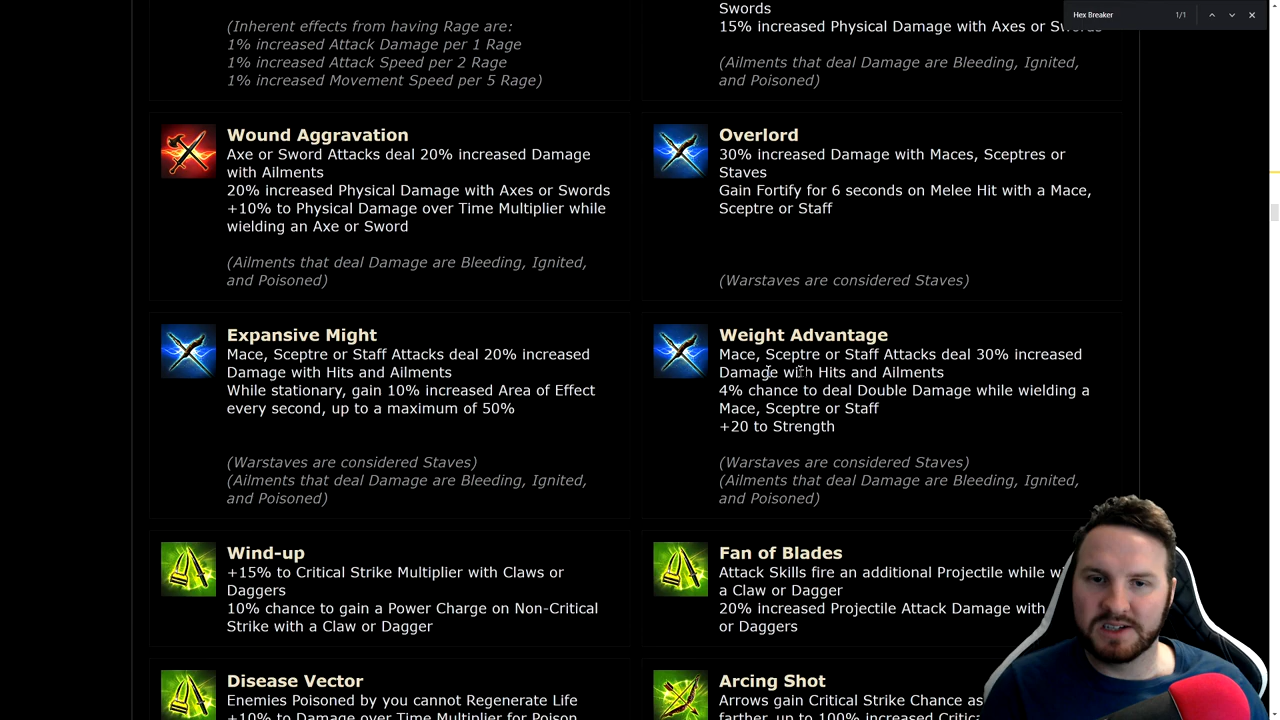 Hex Breaker
1/1
(Inherent effects from having Rage are:
1% increased Attack Damage per 1 Rage
1% increased Attack Speed per 2 Rage
1% increased Movement Speed per 5 Rage)
Swords
15% increased Physical Damage with Axes or Swords
(Ailments that deal Damage are Bleeding, Ignited,
and Poisoned)
Wound Aggravation
Axe or Sword Attacks deal 20% increased Damage
with Ailments
20% increased Physical Damage with Axes or Swords
+10% to Physical Damage over Time Multiplier while
wielding an Axe or Sword
(Ailments that deal Damage are Bleeding, Ignited,
and Poisoned)
Overlord
30% increased Damage with Maces, Sceptres or
Staves
Gain Fortify for 6 seconds on Melee Hit with a Mace,
Sceptre or Staff
(Warstaves are considered Staves)
Expansive Might
Mace, Sceptre or Staff Attacks deal 20% increased
Damage with Hits and Ailments
While stationary, gain 10% increased Area of Effect
every second, up to a maximum of 50%
(Warstaves are considered Staves)
(Ailments that deal Damage are Bleeding, Ignited,
and Poisoned)
Weight Advantage
Mace, Sceptre or Staff Attacks deal 30% increased
Damage with Hits and Ailments
4% chance to deal Double Damage while wielding a
Mace, Sceptre or Staff
+20 to Strength
(Warstaves are considered Staves)
(Ailments that deal Damage are Bleeding, Ignited,
and Poisoned)
Wind-up
+15% to Critical Strike Multiplier with Claws or
Daggers
10% chance to gain a Power Charge on Non-Critical
Strike with a Claw or Dagger
Fan of Blades
Attack Skills fire an additional Projectile while
a Claw or Dagger
20% increased Projectile Attack Damage with
or Daggers
Disease Vector
Enemies Poisoned by you cannot Regenerate Life
+10% to Damage over Time Multiplier for Poison
Arcing Shot
Arrows gain Critical Strike Chance as
farther, up to 100% increased